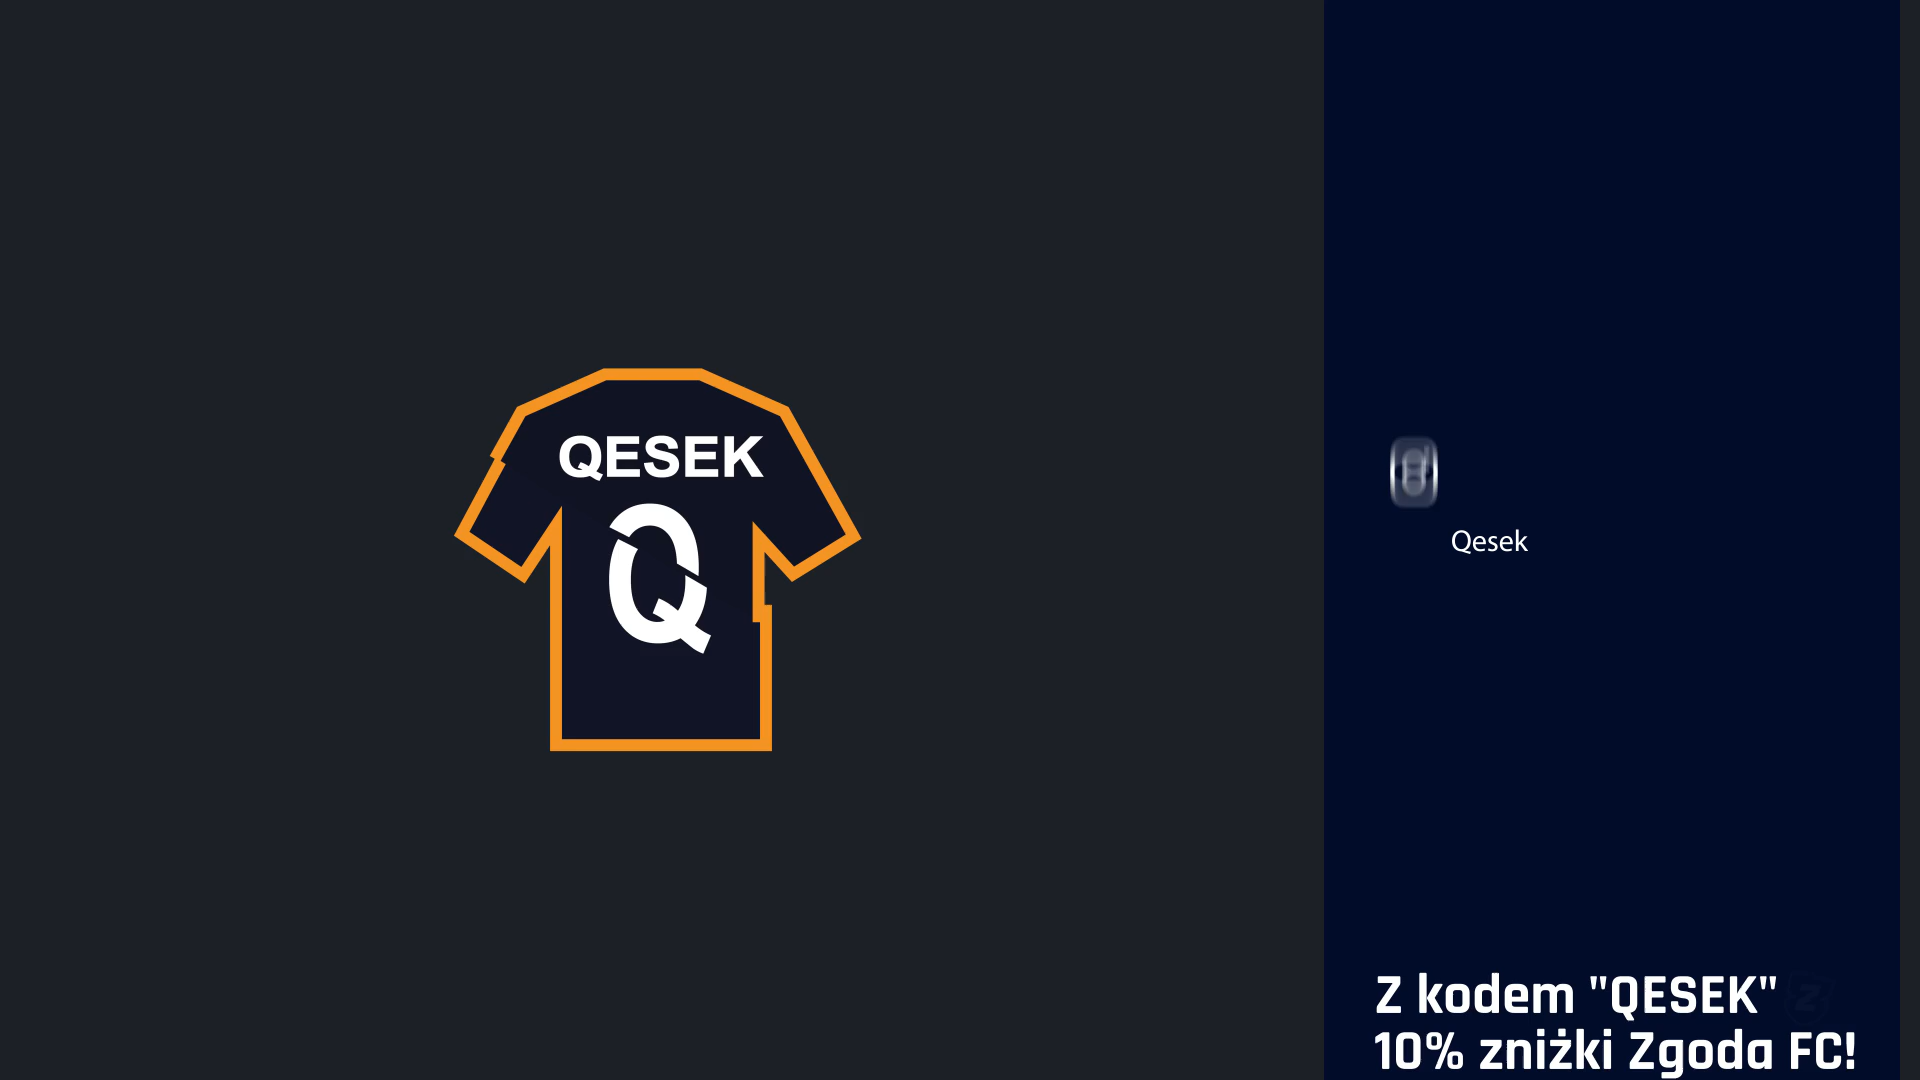 QESEK
Q
Qesek
Z kodem "QESEK"
10% zniżki Zgoda FC!